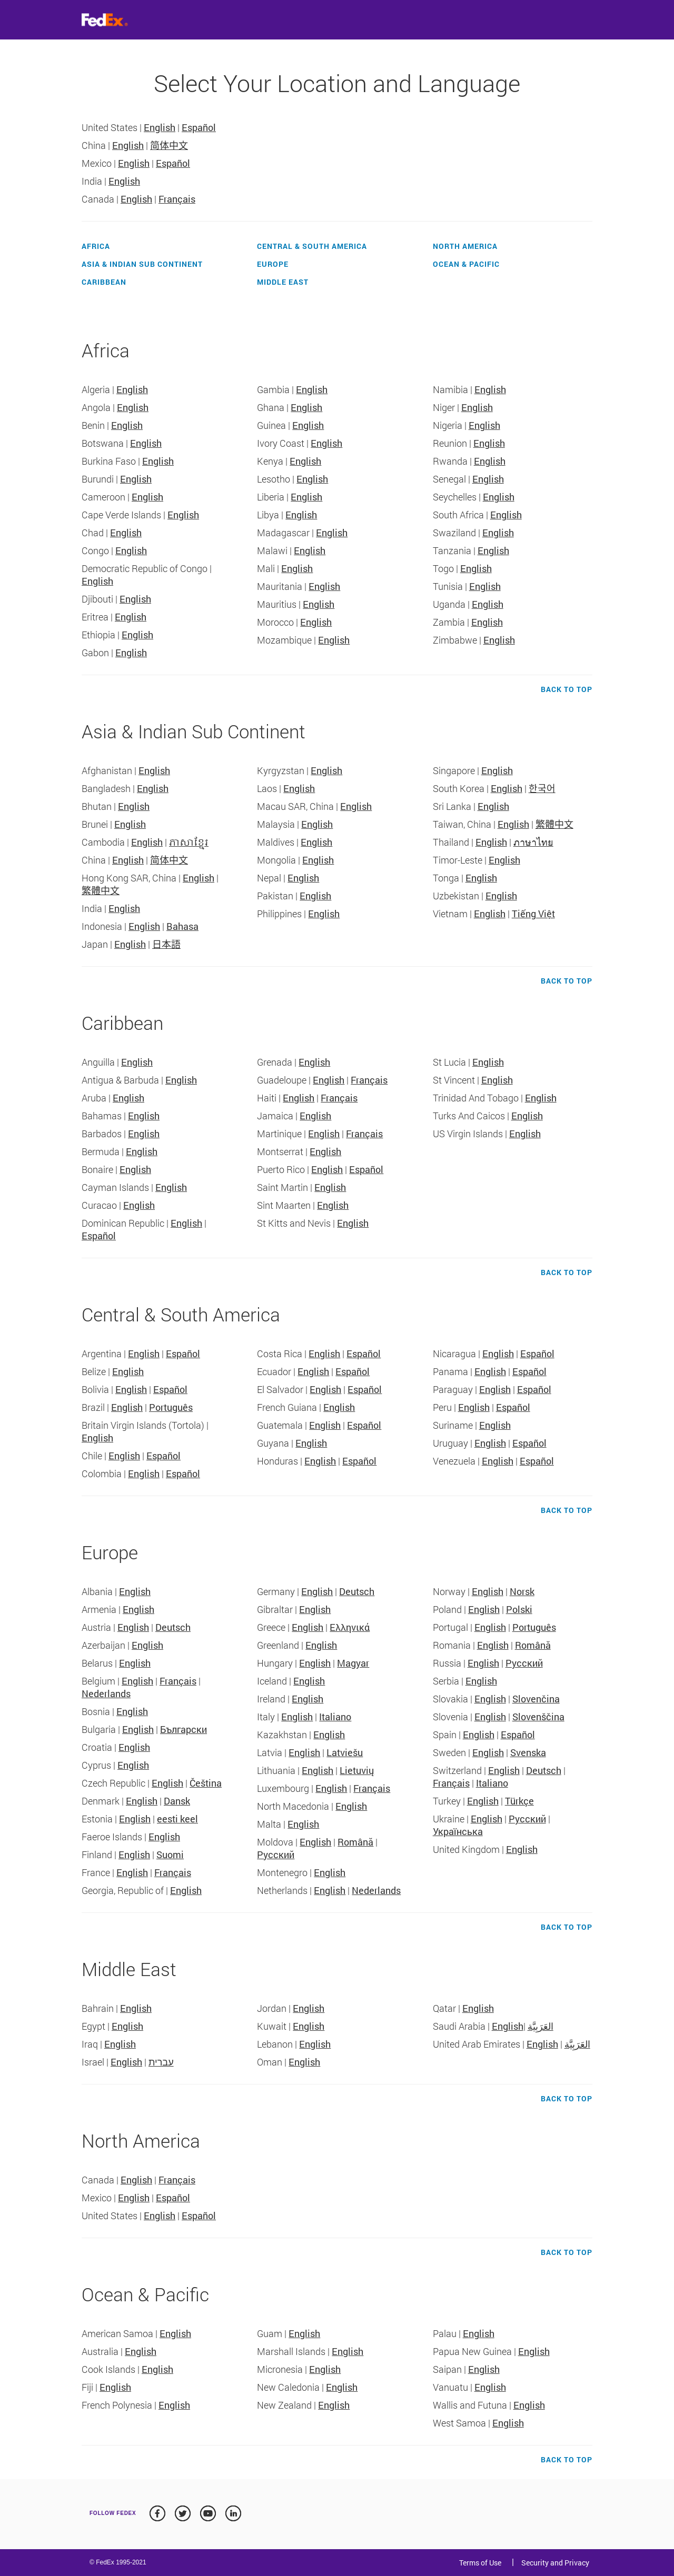 FedEx
Select Your Location and Language
United States | English | Español
China | English | 简体中文
Mexico | English | Español
India | English
Canada | English | Français
AFRICA
ASIA & INDIAN SUB CONTINENT
CARIBBEAN
CENTRAL & SOUTH AMERICA
EUROPE
MIDDLE EAST
NORTH AMERICA
OCEAN & PACIFIC
Africa
Algeria | English
Angola | English
Benin | English
Botswana | English
Burkina Faso | English
Burundi | English
Cameroon | English
Cape Verde Islands | English
Chad | English
Congo | English
Democratic Republic of Congo |
English
Djibouti | English
Eritrea | English
Ethiopia | English
Gabon | English
Gambia | English
Ghana | English
Guinea | English
Ivory Coast | English
Kenya | English
Lesotho | English
Liberia | English
Libya | English
Madagascar | English
Malawi | English
Mali | English
Mauritania | English
Mauritius | English
Morocco | English
Mozambique | English
Namibia | English
Niger | English
Nigeria | English
Reunion | English
Rwanda | English
Senegal | English
Seychelles | English
South Africa | English
Swaziland | English
Tanzania | English
Togo | English
Tunisia | English
Uganda | English
Zambia | English
Zimbabwe | English
BACK TO TOP
Asia & Indian Sub Continent
Afghanistan | English
Bangladesh | English
Bhutan | English
Brunei | English
Cambodia | English | ភាសាខ្មែរ
China | English | 简体中文
Hong Kong SAR, China | English |
繁體中文
India | English
Indonesia | English | Bahasa
Japan | English | 日本語
Kyrgyzstan | English
Laos | English
Macau SAR, China | English
Malaysia | English
Maldives | English
Mongolia | English
Nepal | English
Pakistan | English
Philippines | English
Singapore | English
South Korea | English | 한국어
Sri Lanka | English
Taiwan, China | English | 繁體中文
Thailand | English | ภาษาไทย
Timor-Leste | English
Tonga | English
Uzbekistan | English
Vietnam | English | Tiếng Việt
BACK TO TOP
Caribbean
Anguilla | English
Antigua & Barbuda | English
Aruba | English
Bahamas | English
Barbados | English
Bermuda | English
Bonaire | English
Cayman Islands | English
Curacao | English
Dominican Republic | English |
Español
Grenada | English
Guadeloupe | English | Français
Haiti | English | Français
Jamaica | English
Martinique | English | Français
Montserrat | English
Puerto Rico | English | Español
Saint Martin | English
Sint Maarten | English
St Kitts and Nevis | English
St Lucia | English
St Vincent | English
Trinidad And Tobago | English
Turks And Caicos | English
US Virgin Islands | English
BACK TO TOP
Central & South America
Argentina | English | Español
Belize | English
Bolivia | English | Español
Brazil | English | Português
Britain Virgin Islands (Tortola) |
English
Chile | English | Español
Colombia | English | Español
Costa Rica | English | Español
Ecuador | English | Español
El Salvador | English | Español
French Guiana | English
Guatemala | English | Español
Guyana | English
Honduras | English | Español
Nicaragua | English | Español
Panama | English | Español
Paraguay | English | Español
Peru | English | Español
Suriname | English
Uruguay | English | Español
Venezuela | English | Español
BACK TO TOP
Europe
Albania | English
Armenia | English
Austria | English | Deutsch
Azerbaijan | English
Belarus | English
Belgium | English | Français |
Nederlands
Bosnia | English
Bulgaria | English | Български
Croatia | English
Cyprus | English
Czech Republic | English | Čeština
Denmark | English | Dansk
Estonia | English | eesti keel
Faeroe Islands | English
Finland | English | Suomi
France | English | Français
Georgia, Republic of | English
Germany | English | Deutsch
Gibraltar | English
Greece | English | Ελληνικά
Greenland | English
Hungary | English | Magyar
Iceland | English
Ireland | English
Italy | English | Italiano
Kazakhstan | English
Latvia | English | Latviešu
Lithuania | English | Lietuvių
Luxembourg | English | Français
North Macedonia | English
Malta | English
Moldova | English | Română |
Русский
Montenegro | English
Netherlands | English | Nederlands
Norway | English | Norsk
Poland | English | Polski
Portugal | English | Português
Romania | English | Română
Russia | English | Русский
Serbia | English
Slovakia | English | Slovenčina
Slovenia | English | Slovenščina
Spain | English | Español
Sweden | English | Svenska
Switzerland | English | Deutsch |
Français | Italiano
Turkey | English | Türkçe
Ukraine | English | Русский |
Українська
United Kingdom | English
BACK TO TOP
Middle East
Bahrain | English
Egypt | English
Iraq | English
Israel | English | עברית
Jordan | English
Kuwait | English
Lebanon | English
Oman | English
Qatar | English
Saudi Arabia | English| العَرَبِيَّة
United Arab Emirates | English | العَرَبِيَّة
BACK TO TOP
North America
Canada | English | Français
Mexico | English | Español
United States | English | Español
BACK TO TOP
Ocean & Pacific
American Samoa | English
Australia | English
Cook Islands | English
Fiji | English
French Polynesia | English
Guam | English
Marshall Islands | English
Micronesia | English
New Caledonia | English
New Zealand | English
Palau | English
Papua New Guinea | English
Saipan | English
Vanuatu | English
Wallis and Futuna | English
West Samoa | English
BACK TO TOP
FOLLOW FEDEX
© FedEx 1995-2021
Terms of Use | Security and Privacy